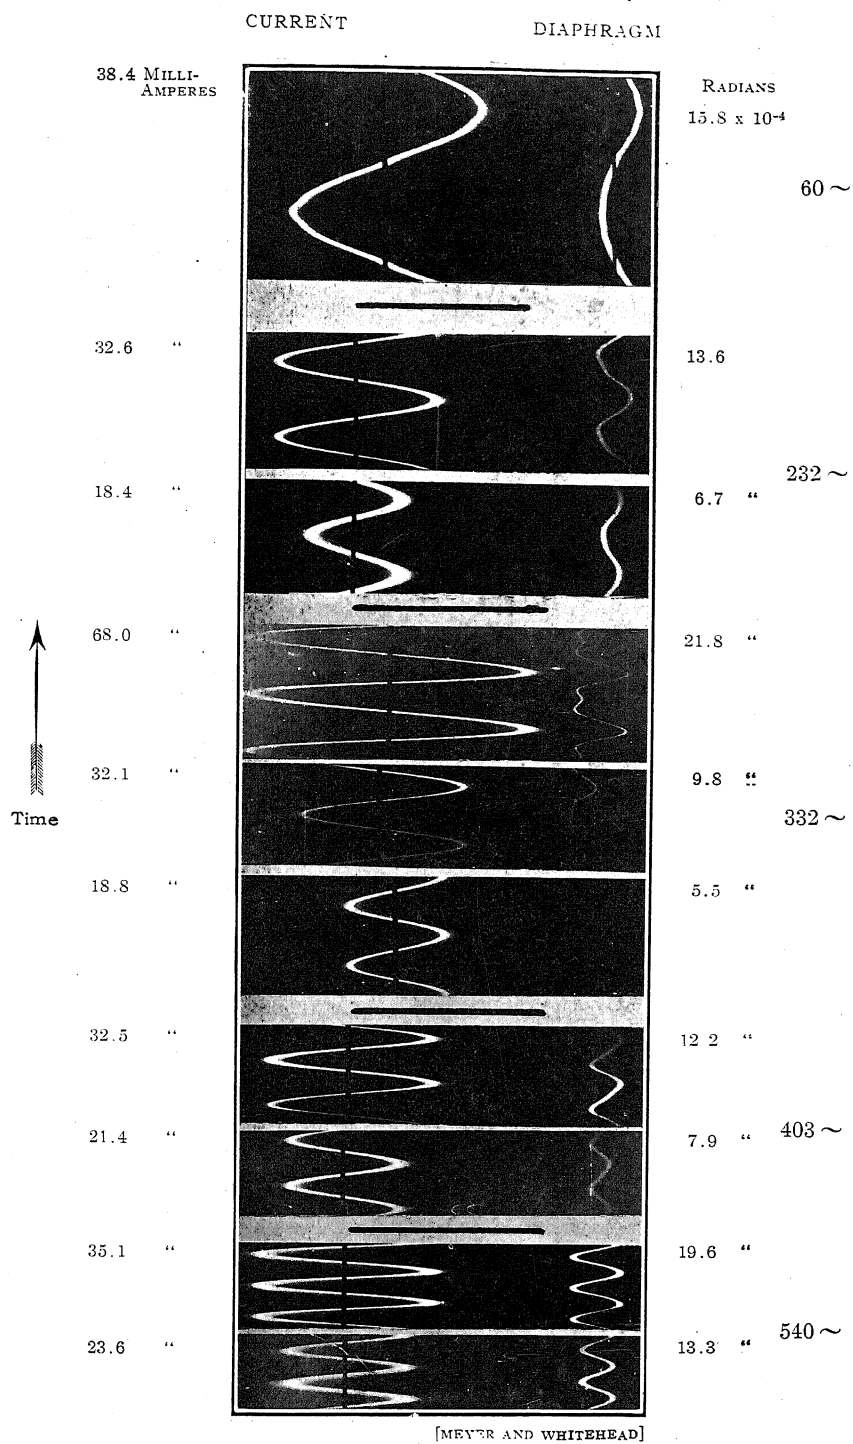 CURRENT DIAPHRAGM
38.4 MILLI-
AMPERES
RADIANS
15.8 x 10-4
60 ~
32.6 “ 13.6
232 ~
18.4 “ 6.7 “
68.0 “ 21.8 “
32.1 “ 9.8 “
Time
332 ~
18.8 “ 5.5 “
32.5 “ 12 2 “
403 ~
21.4 “ 7.9 “
35.1 “ 19.6 “
540 ~
23.6 “ 13.3 “
[MEYER AND WHITEHEAD]